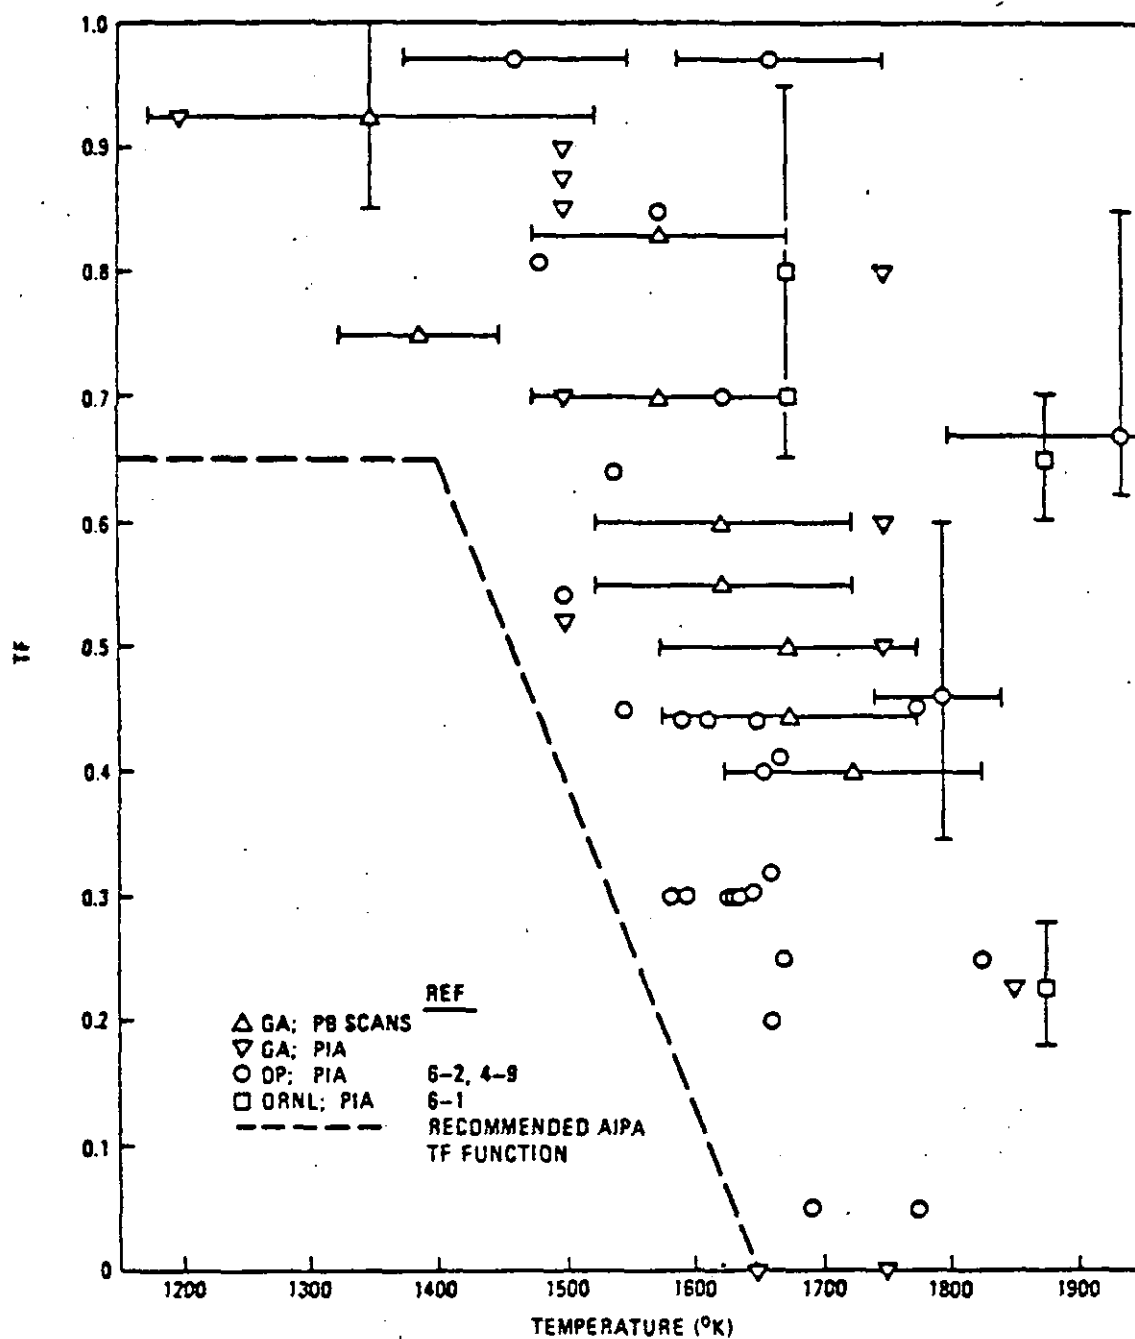 1.0
0.9
0.8
0.7
0.6
TF
0.5
0.4
0.3
0.2
0.1
0
REF
GA; PB SCANS
GA; PIA
DP; PIA 6-2, 4-9
ORNL; PIA 6-1
RECOMMENDED AIPA
TF FUNCTION
1200 1300 1400 1500 1600 1700 1800 1900
TEMPERATURE (°K)